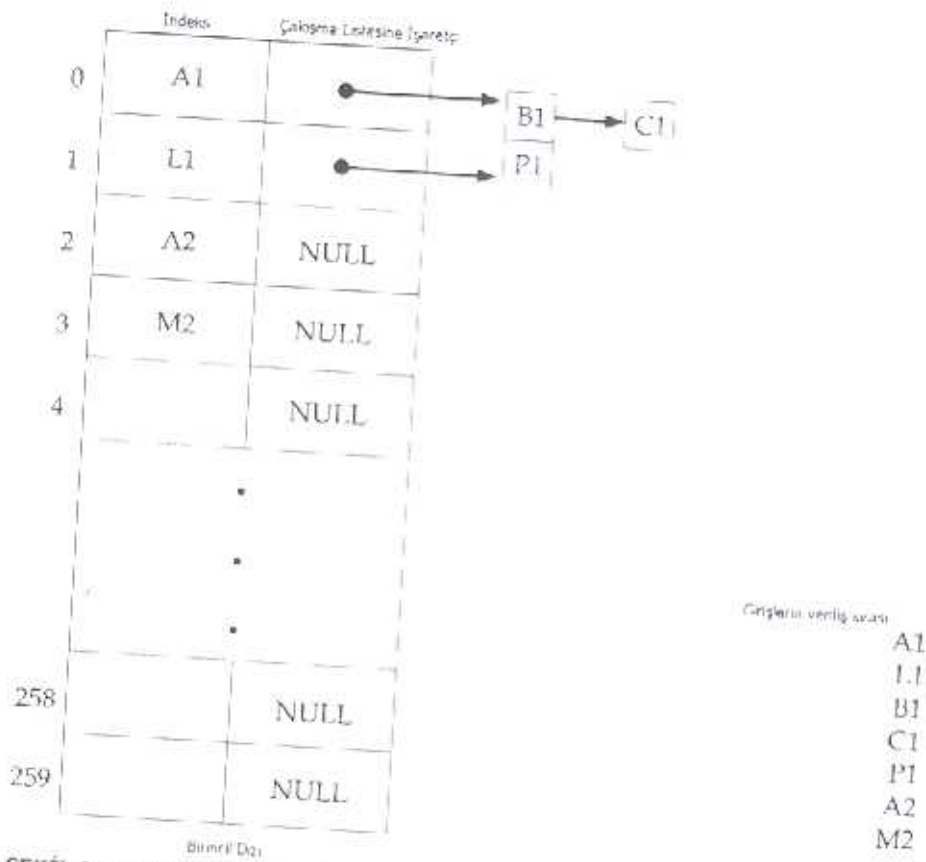 İndeks Çakışma Listesine İşaretçi
0 A1
B1 C1
1 L1 P1
2 A2 NULL
3 M2 NULL
4 NULL
258 NULL
259 NULL
Birincil Dizi
Girişlerin veriliş sırası
A1
L1
B1
C1
P1
A2
M2